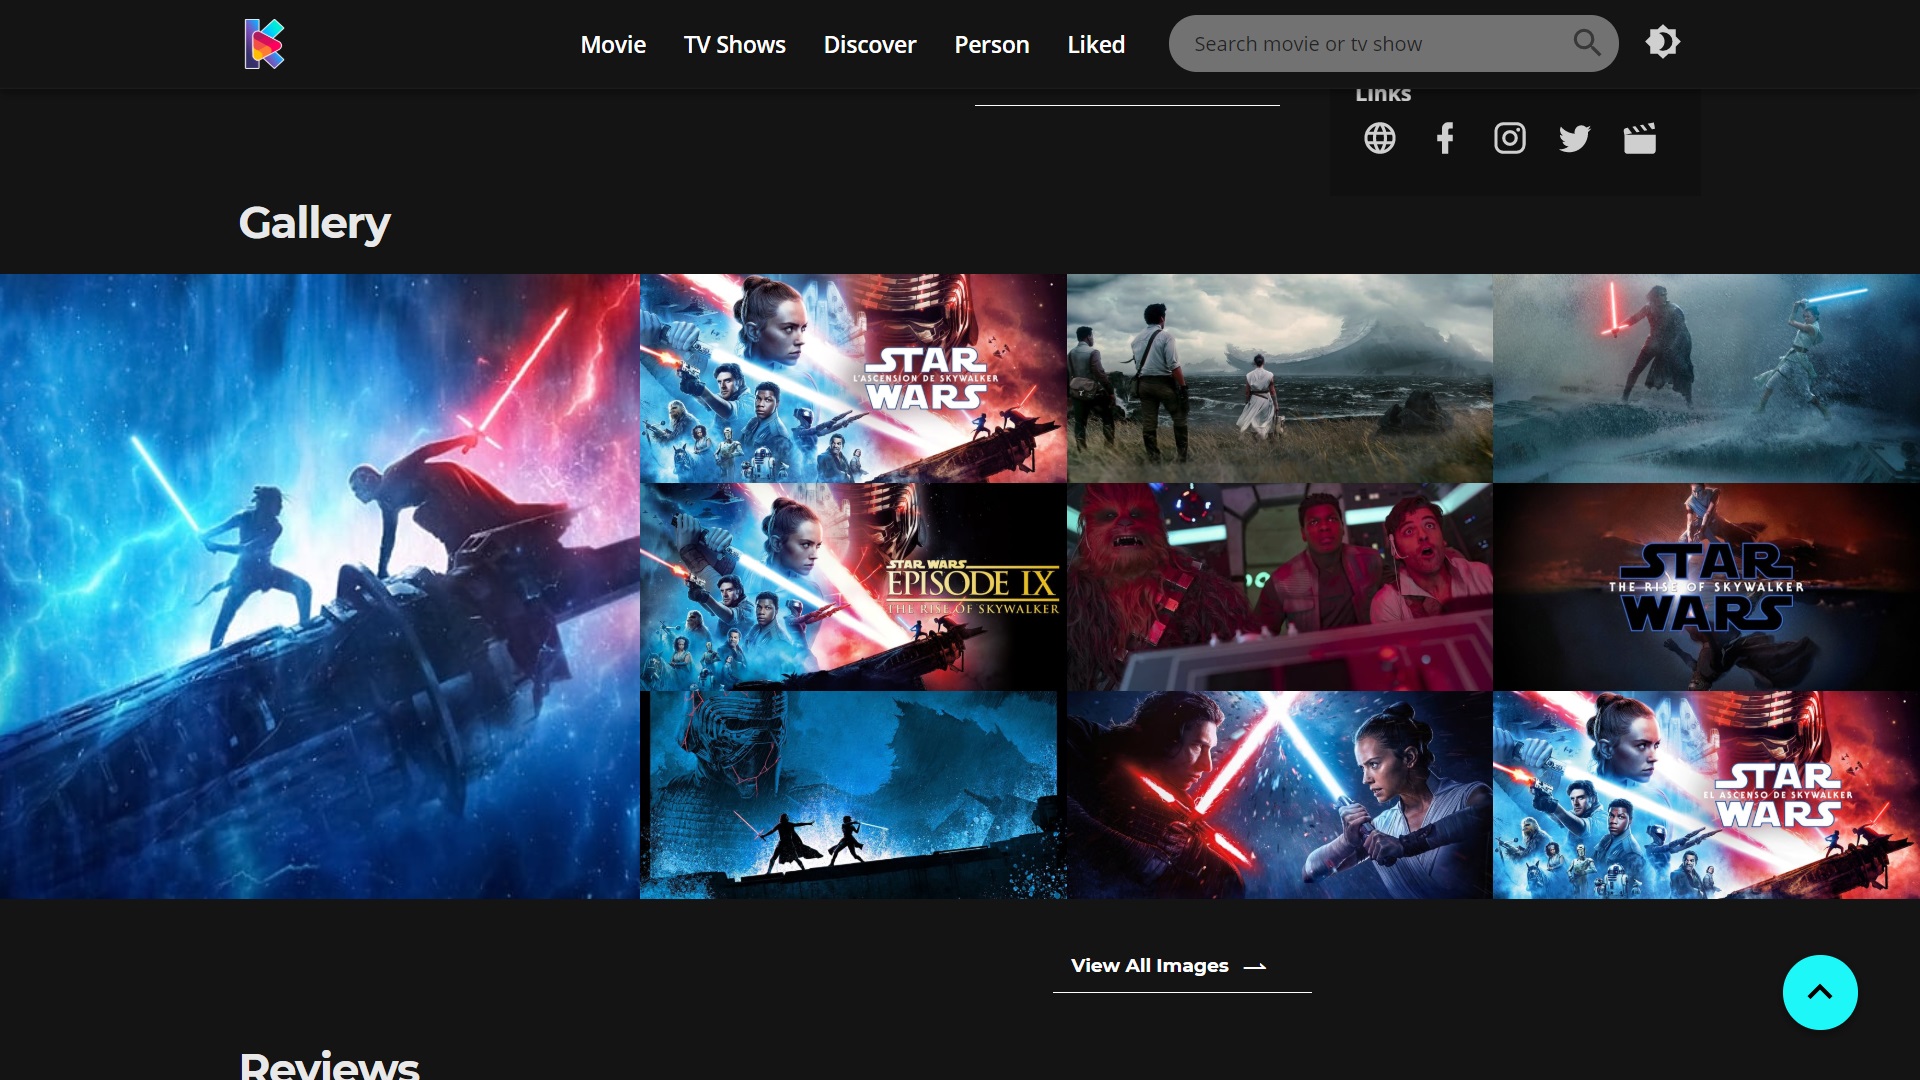 Movie TV Shows Discover Person Liked Search movie or tv show
Links
Gallery
STAR
L'ASCENSION DE SKYWALKER
WARS
STAR WARS
EPISODE IX
THE RISE OF SKYWALKER
STAR
THE RISE OF SKYWALKER
WARS
STAR
EL ASCENSO DE SKYWALKER
WARS
View All Images
Reviews